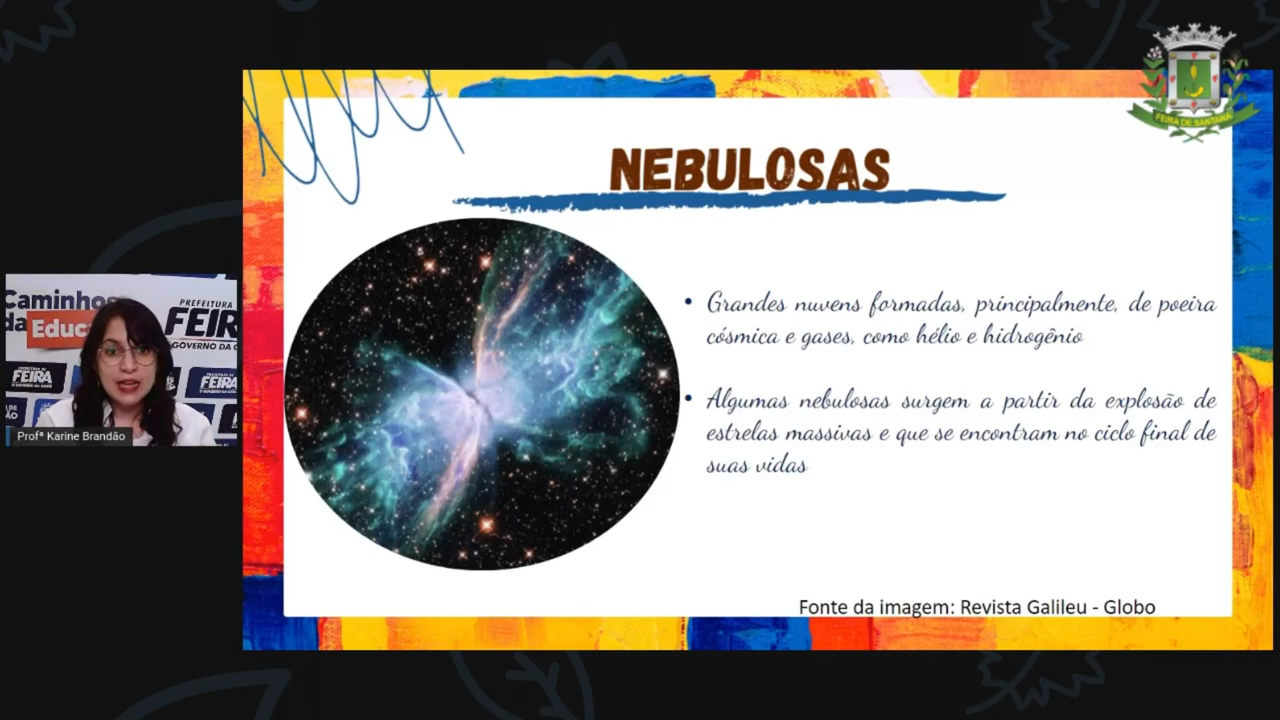 FEIRA DE SANTANA
NEBULOSAS
Grandes nuvens formadas, principalmente, de poeira
cósmica e gases, como hélio e hidrogênio
Algumas nebulosas surgem a partir da explosão de
estrelas massivas e que se encontram no ciclo final de
suas vidas
Fonte da imagem: Revista Galileu - Globo
Caminhos
da Educ
PREFEITURA
FEIR
GOVERNO DA
FEIRA
FEIRA
Profª Karine Brandão